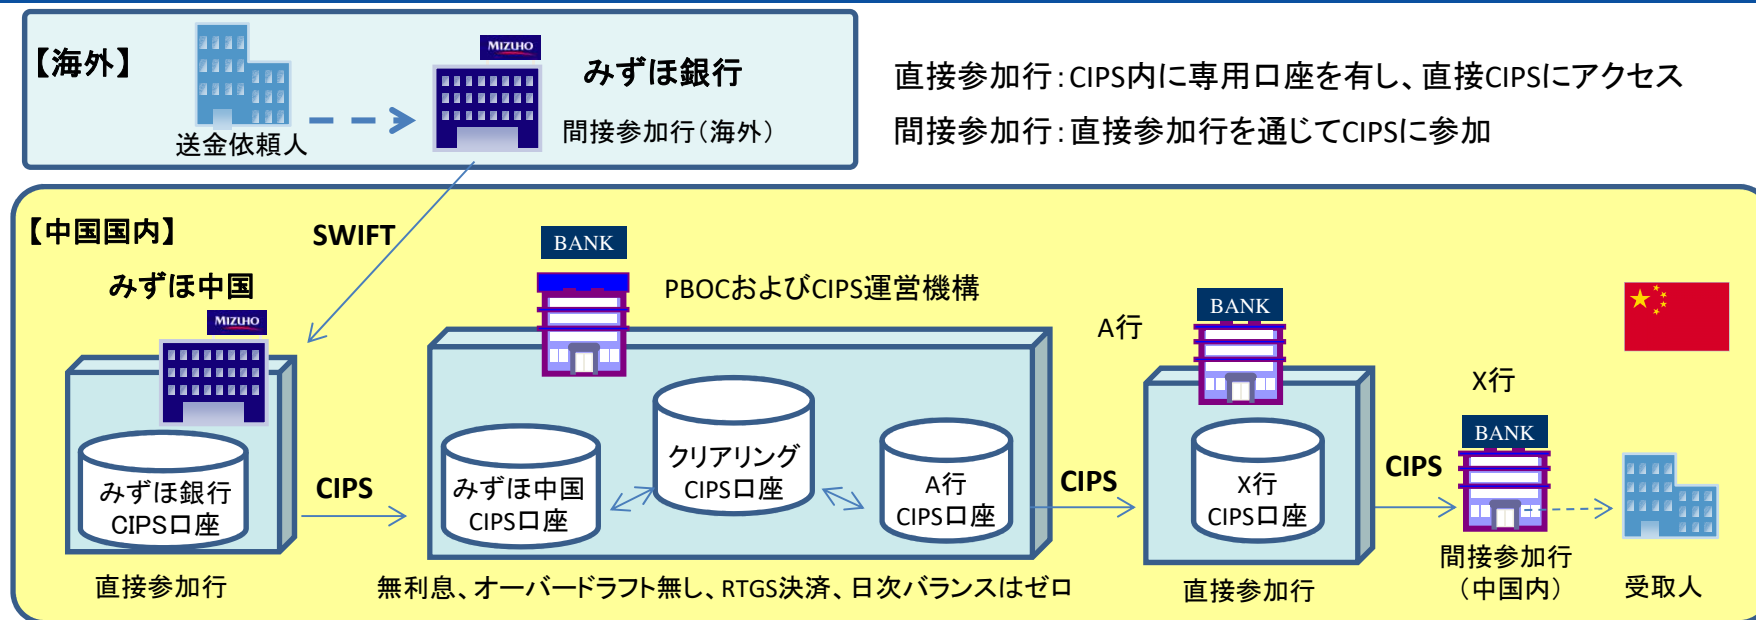 【海外】
MIZUHO
みずほ銀行
送金依頼人
間接参加行（海外）
直接参加行：CIPS内に専用口座を有し、直接CIPSにアクセス
間接参加行：直接参加行を通じてCIPSに参加
【中国国内】
SWIFT
みずほ中国
MIZUHO
みずほ銀行
CIPS口座
直接参加行
CIPS
BANK
PBOCおよびCIPS運営機構
みずほ中国
CIPS口座
クリアリング
CIPS口座
A行
CIPS口座
無利息、オーバードラフト無し、RTGS決済、日次バランスはゼロ
CIPS
A行
BANK
X行
CIPS口座
直接参加行
CIPS
X行
BANK
間接参加行
（中国内）
受取人